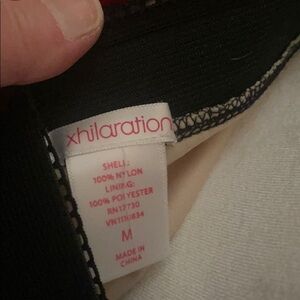 xhilaration
SHELL:
100% NYLON
LINING:
100% POLYESTER
RN17730
M
MADE IN
CHINA